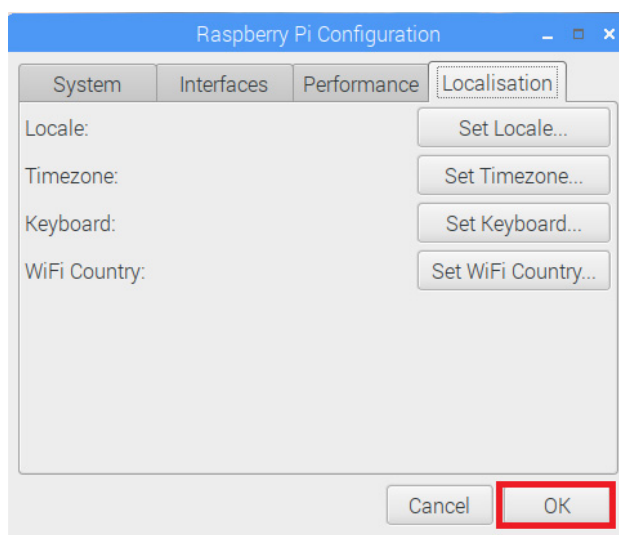 Raspberry Pi Configuration
System Interfaces Performance Localisation
Locale: Set Locale...
Timezone: Set Timezone...
Keyboard: Set Keyboard...
WiFi Country: Set WiFi Country...
Cancel OK